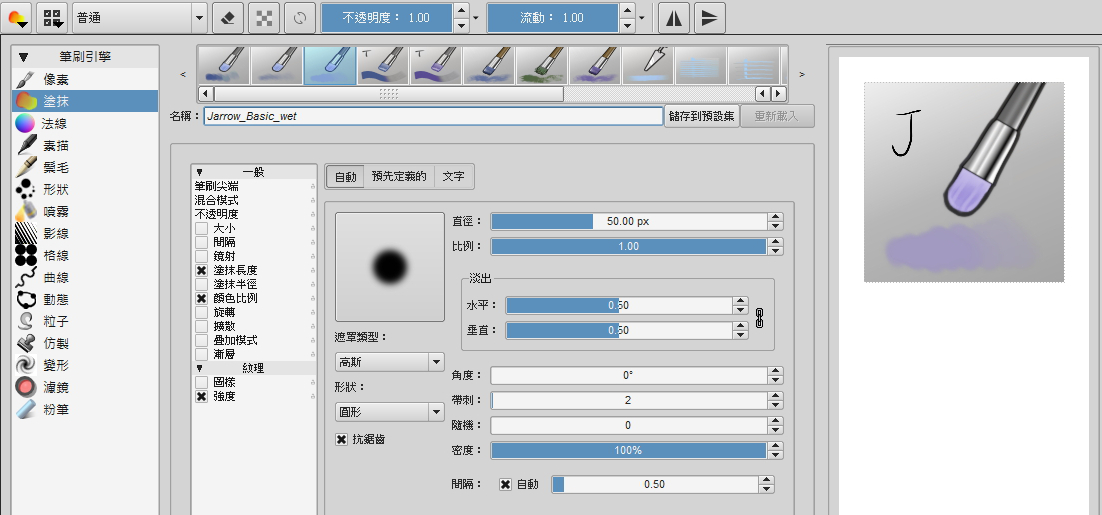 普通
不透明度： 1.00
流動： 1.00
筆刷引擎
像素
塗抹
法線
素描
鬃毛
形狀
噴霧
影線
格線
曲線
動態
粒子
仿製
變形
濾鏡
粉筆
名稱：
Jarrow_Basic_wet
儲存到預設集
重新載入
一般
筆刷尖端
混合模式
不透明度
大小
間隔
鏡射
塗抹長度
塗抹半徑
顏色比例
旋轉
擴散
疊加模式
漸層
紋理
圖樣
強度
自動
預先定義的
文字
遮罩類型：
高斯
形狀：
圓形
抗鋸齒
直徑：
50.00 px
比例：
1.00
淡出
水平：
0.50
垂直：
0.50
角度：
0°
帶刺：
2
隨機：
0
密度：
100%
間隔：
自動
0.50
J